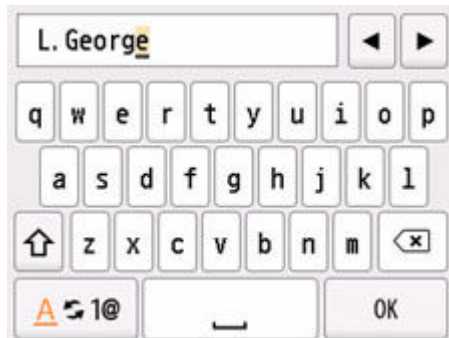 L. George
q w e r t y u i o p
a s d f g h j k l
z x c v b n m
A 1@ OK